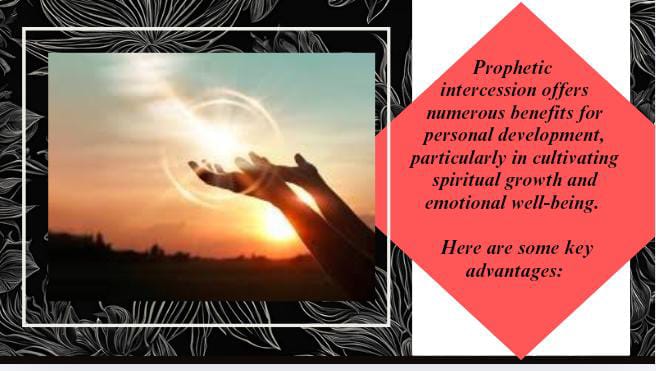 Prophetic
intercession offers
numerous benefits for
personal development,
particularly in cultivating
spiritual growth and
emotional well-being.
Here are some key
advantages: